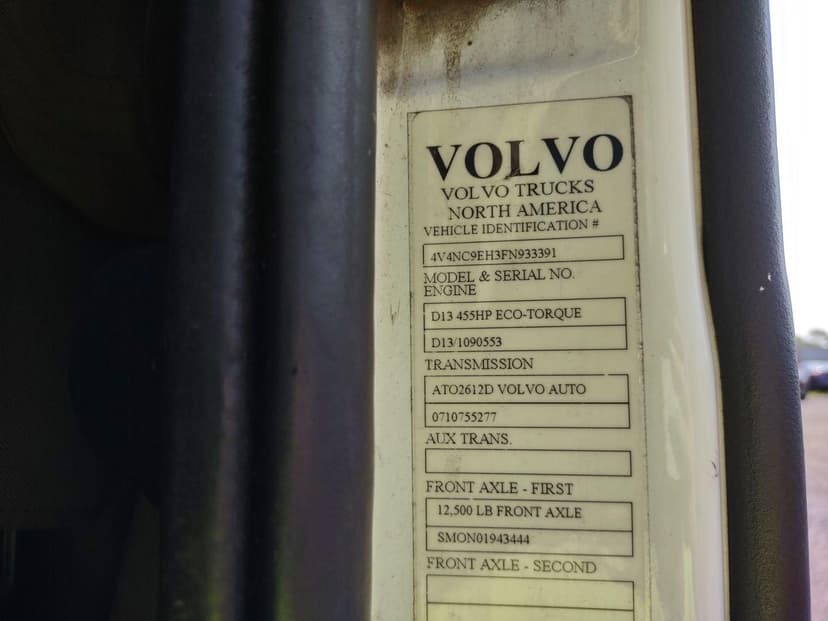 VOLVO
VOLVO TRUCKS
NORTH AMERICA
VEHICLE IDENTIFICATION #
4V4NC9EH3FN933391
MODEL & SERIAL NO.
ENGINE
D13 455HP ECO-TORQUE
D13/1090553
TRANSMISSION
ATO2612D VOLVO AUTO
0710755277
AUX TRANS.
FRONT AXLE - FIRST
12,500 LB FRONT AXLE
SMON01943444
FRONT AXLE - SECOND